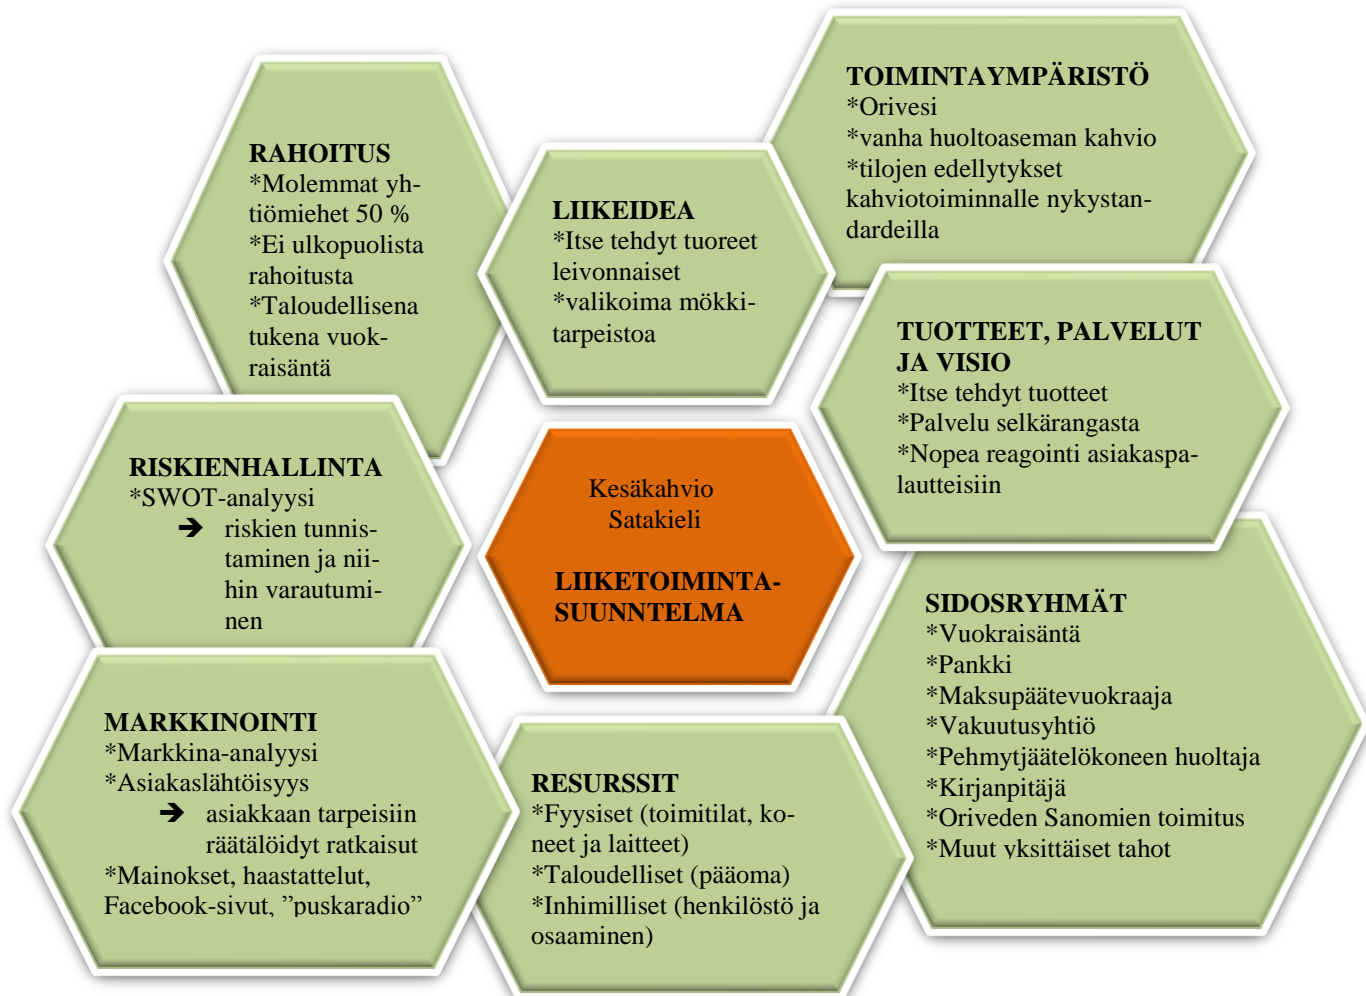 TOIMINTAYMPÄRISTÖ
*Orivesi
*vanha huoltoaseman kahvio
*tilojen edellytykset
kahviotoiminnalle nykystan-
dardeilla
RAHOITUS
*Molemmat yh-
tiömiehet 50 %
*Ei ulkopuolista
rahoitusta
*Taloudellisena
tukena vuok-
raisäntä
LIIKEIDEA
*Itse tehdyt tuoreet
leivonnaiset
*valikoima mökki-
tarpeistoa
TUOTTEET, PALVELUT
JA VISIO
*Itse tehdyt tuotteet
*Palvelu selkärangasta
*Nopea reagointi asiakaspa-
lautteisiin
RISKIENHALLINTA
*SWOT-analyysi
➔ riskien tunnis-
taminen ja nii-
hin varautumi-
nen
Kesäkahvio
Satakieli
LIIKETOIMINTA-
SUUNNTELMA
SIDOSRYHMÄT
*Vuokraisäntä
*Pankki
*Maksupäätevuokraaja
*Vakuutusyhtiö
*Pehmytjäätelökoneen huoltaja
*Kirjanpitäjä
*Oriveden Sanomien toimitus
*Muut yksittäiset tahot
MARKKINOINTI
*Markkina-analyysi
*Asiakaslähtöisyys
➔ asiakkaan tarpeisiin
räätälöidyt ratkaisut
*Mainokset, haastattelut,
Facebook-sivut, ”puskaradio”
RESURSSIT
*Fyysiset (toimitilat, ko-
neet ja laitteet)
*Taloudelliset (pääoma)
*Inhimilliset (henkilöstö ja
osaaminen)